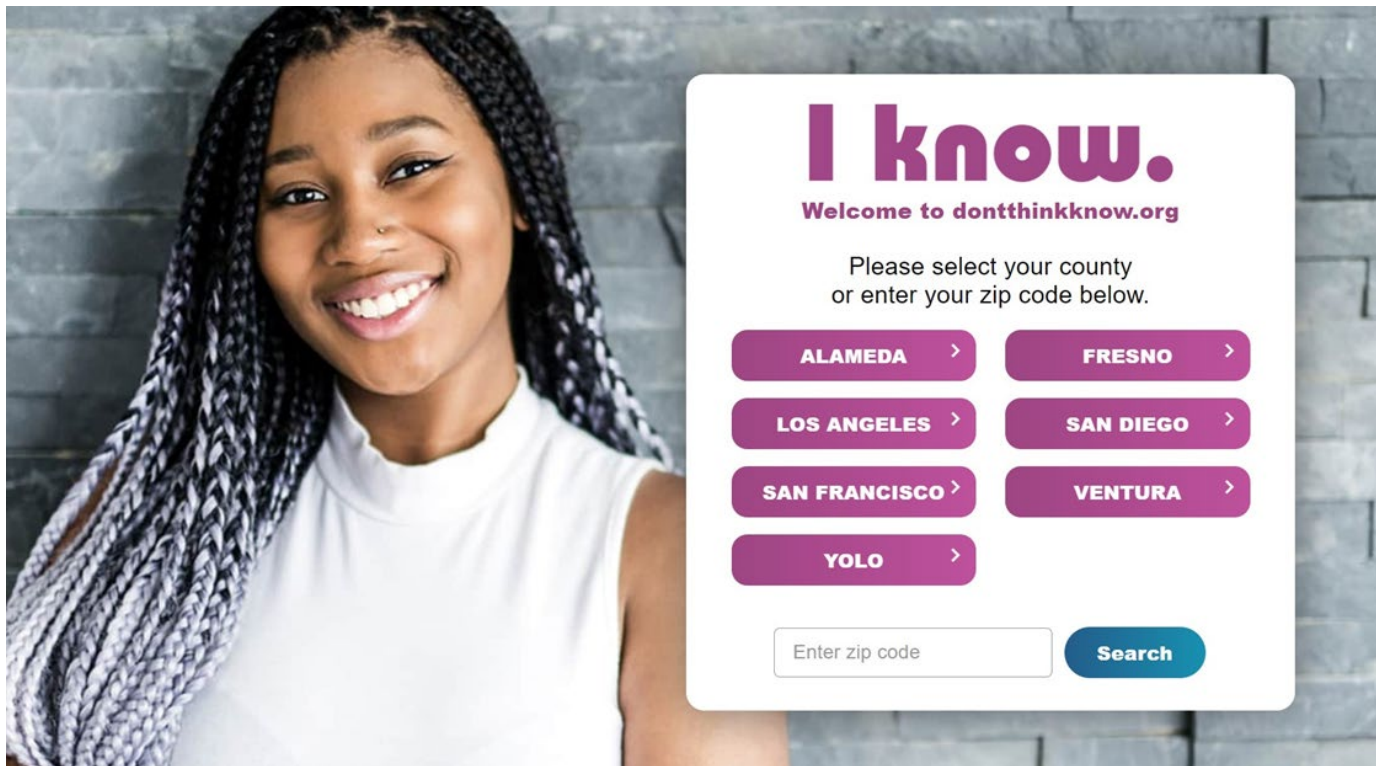 I know.
Welcome to dontthinkknow.org
Please select your county
or enter your zip code below.
ALAMEDA
FRESNO
LOS ANGELES
SAN DIEGO
SAN FRANCISCO
VENTURA
YOLO
Enter zip code
Search